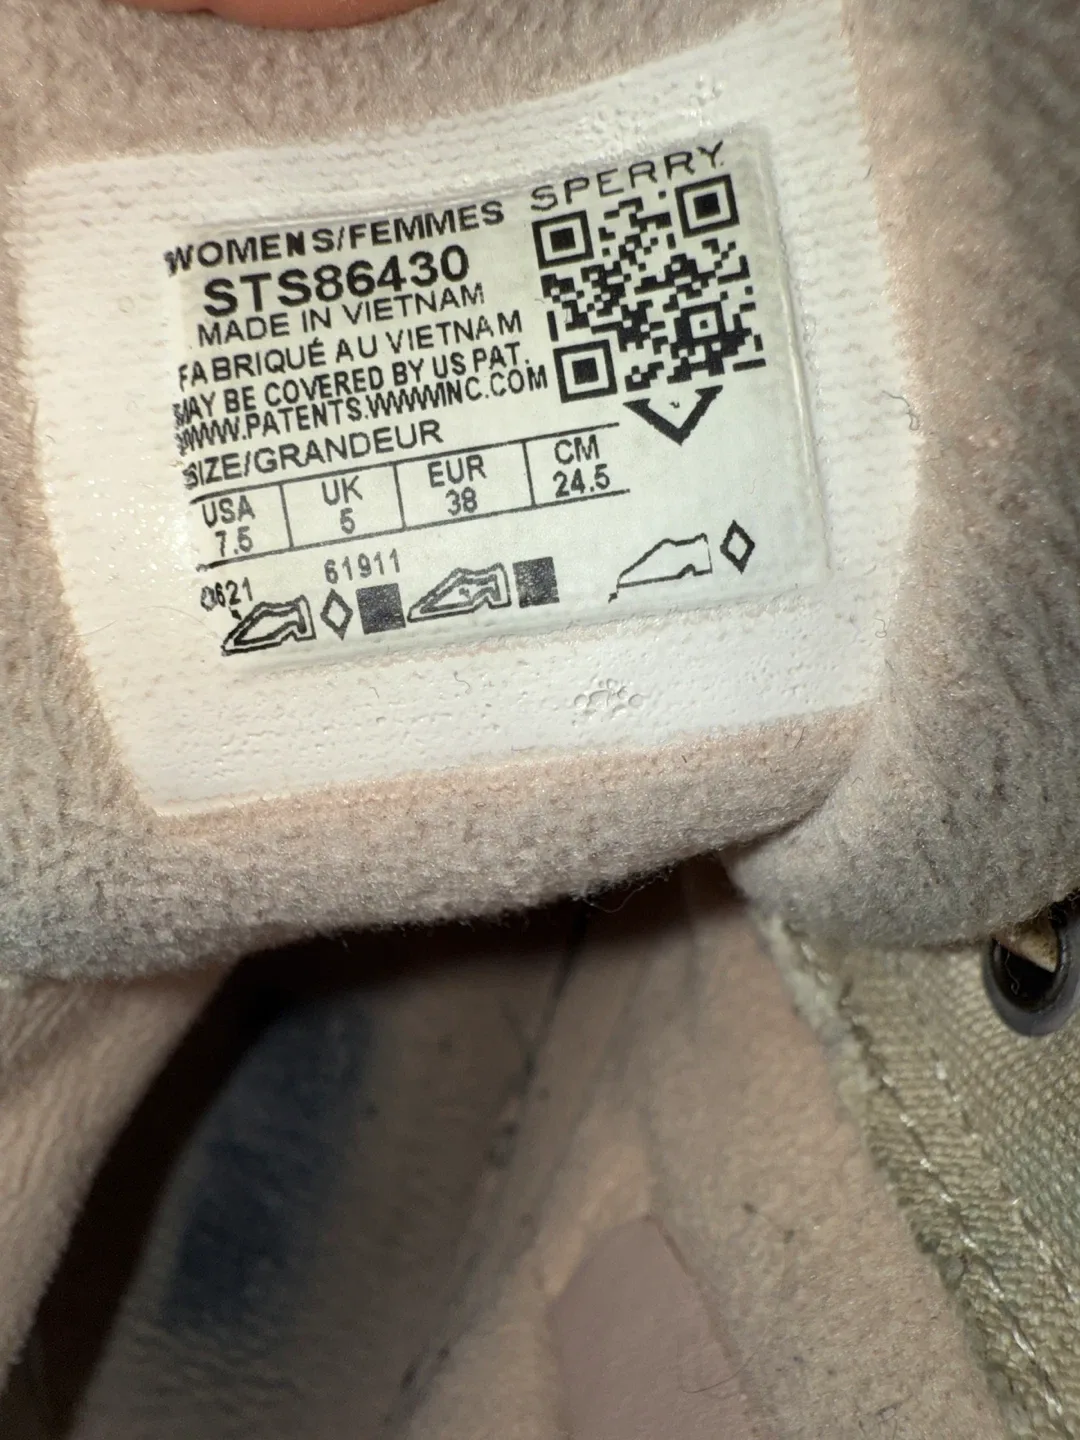 SPERRY
WOMENS/FEMMES
STS86430
MADE IN VIETNAM
FABRIQUÉ AU VIETNAM
MAY BE COVERED BY US PAT.
WWW.PATENTS.WWWINC.COM
SIZE/GRANDEUR
USA UK EUR CM
7.5 5 38 24.5
0621 61911